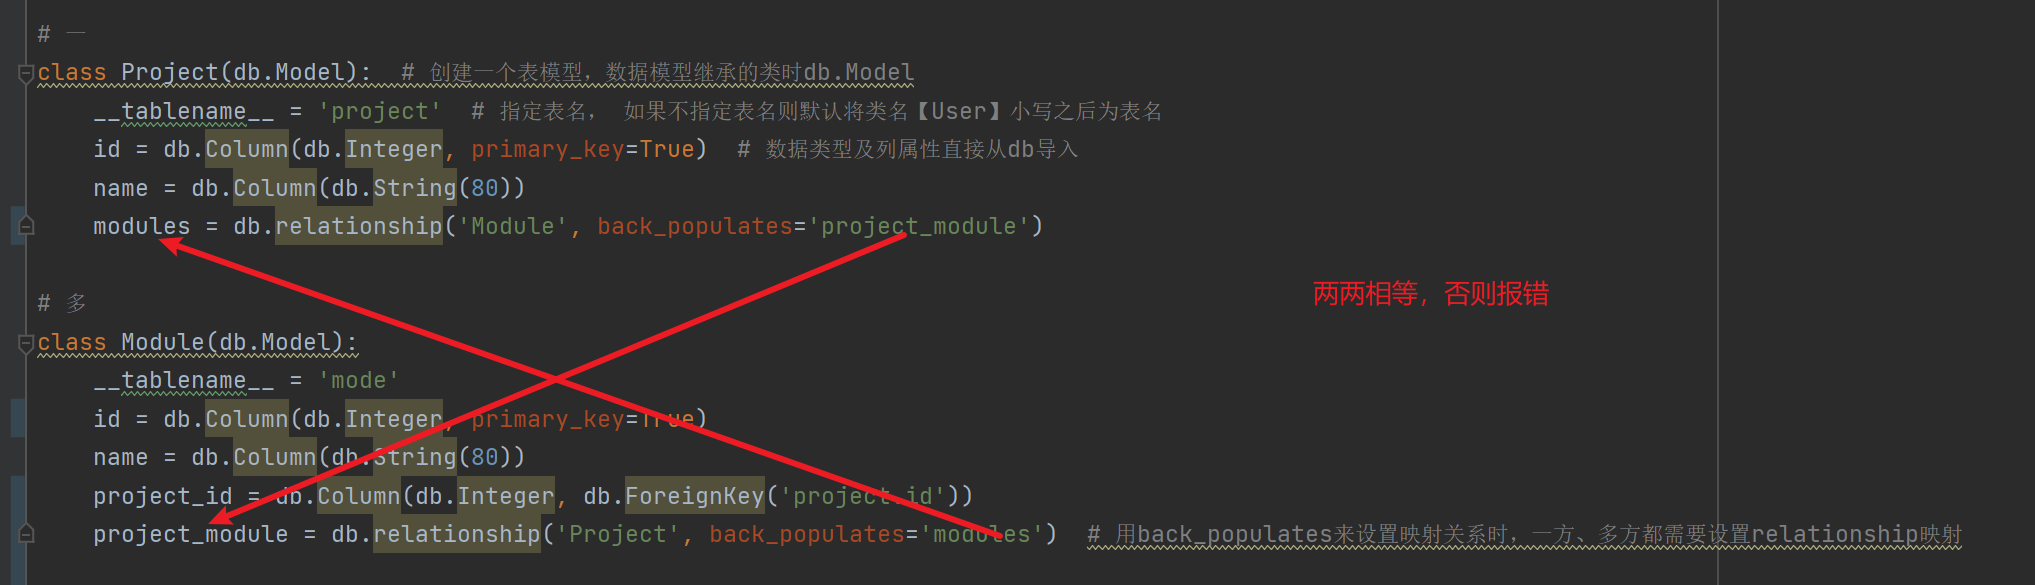 # 一
class Project(db.Model):  # 创建一个表模型，数据模型继承的类时db.Model
    __tablename__ = 'project'  # 指定表名， 如果不指定表名则默认将类名【User】小写之后为表名
    id = db.Column(db.Integer, primary_key=True)  # 数据类型及列属性直接从db导入
    name = db.Column(db.String(80))
    modules = db.relationship('Module', back_populates='project_module')
两两相等，否则报错
# 多
class Module(db.Model):
    __tablename__ = 'mode'
    id = db.Column(db.Integer, primary_key=True)
    name = db.Column(db.String(80))
    project_id = db.Column(db.Integer, db.ForeignKey('project.id'))
    project_module = db.relationship('Project', back_populates='modules')  # 用back_populates来设置映射关系时，一方、多方都需要设置relationship映射